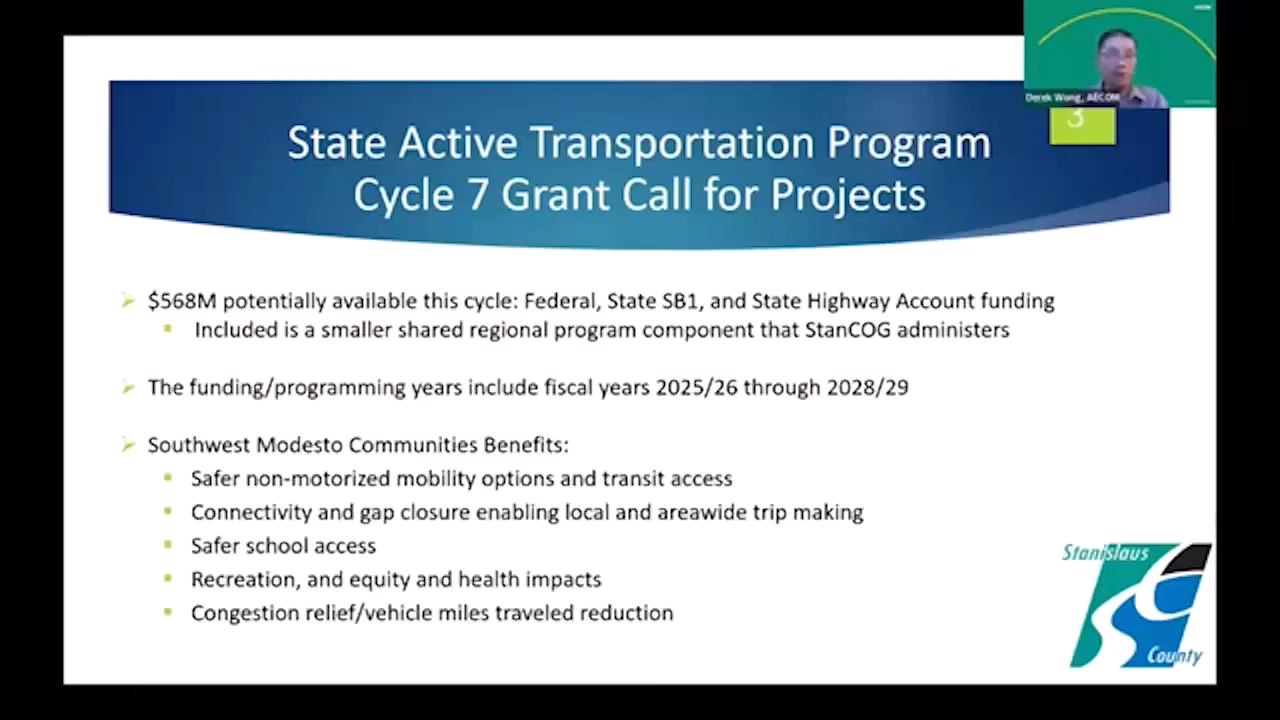 Derek Wong, AECOM
3
State Active Transportation Program
Cycle 7 Grant Call for Projects
$568M potentially available this cycle: Federal, State SB1, and State Highway Account funding
Included is a smaller shared regional program component that StanCOG administers
The funding/programming years include fiscal years 2025/26 through 2028/29
Southwest Modesto Communities Benefits:
Safer non-motorized mobility options and transit access
Connectivity and gap closure enabling local and areawide trip making
Safer school access
Recreation, and equity and health impacts
Congestion relief/vehicle miles traveled reduction
Stanislaus
County